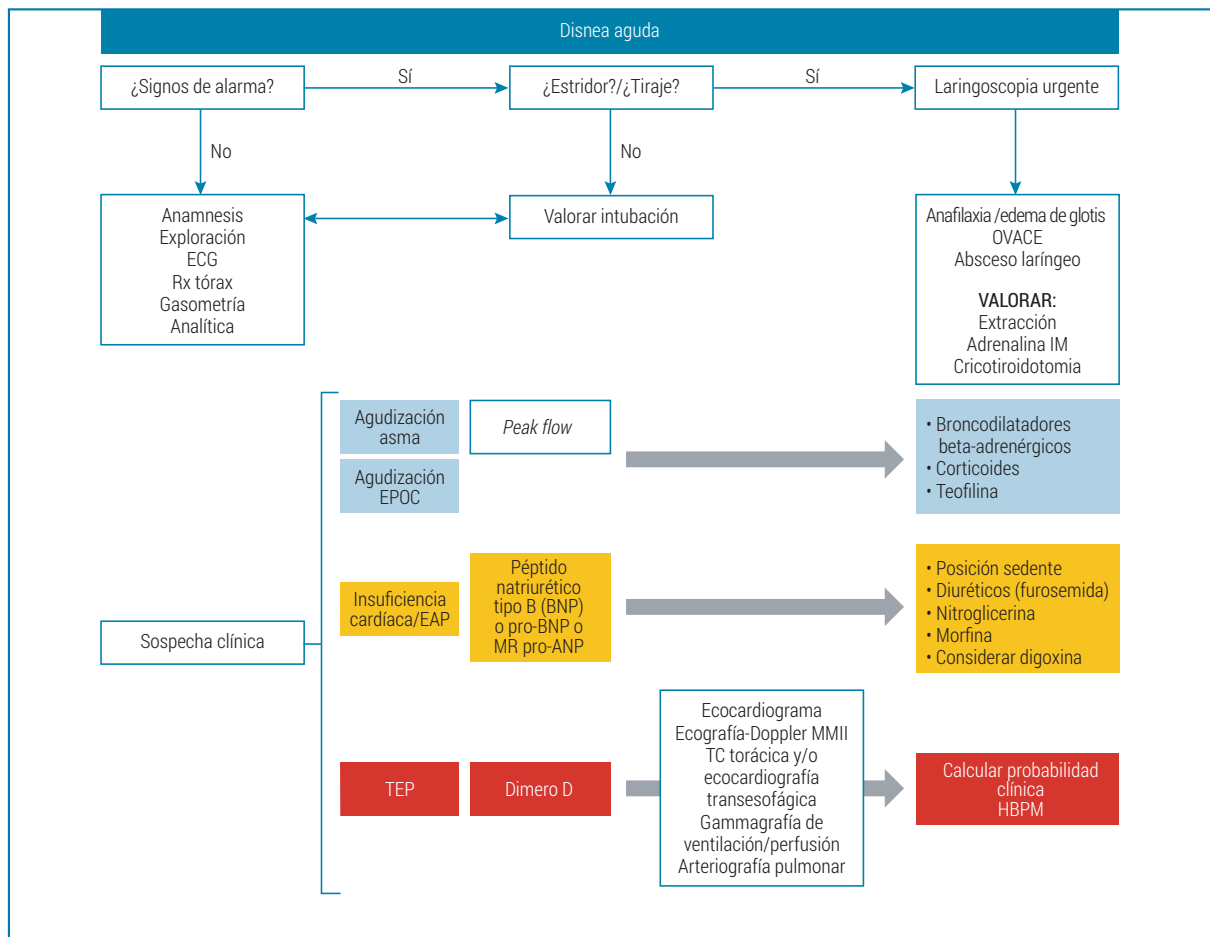 Disnea aguda
¿Signos de alarma?
Sí
¿Estridor?/¿Tiraje?
Sí
Laringoscopia urgente
No
No
Anamnesis
Exploración
ECG
Rx tórax
Gasometría
Analítica
Valorar intubación
Anafilaxia /edema de glotis
OVACE
Absceso laríngeo
VALORAR:
Extracción
Adrenalina IM
Cricotiroidotomia
Sospecha clínica
Agudización
asma
Peak flow
Agudización
EPOC
• Broncodilatadores
beta-adrenérgicos
• Corticoides
• Teofilina
Insuficiencia
cardíaca/EAP
Péptido
natriurético
tipo B (BNP)
o pro-BNP o
MR pro-ANP
• Posición sedente
• Diuréticos (furosemida)
• Nitroglicerina
• Morfina
• Considerar digoxina
TEP
Dimero D
Ecocardiograma
Ecografía-Doppler MMII
TC torácica y/o
ecocardiografía
transesofágica
Gammagrafía de
ventilación/perfusión
Arteriografía pulmonar
Calcular probabilidad
clínica
HBPM